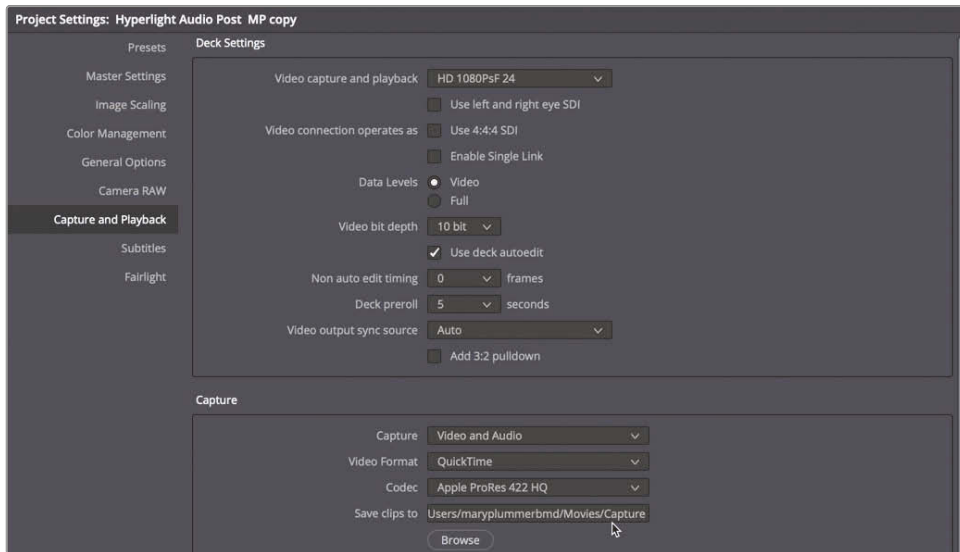 Project Settings: Hyperlight Audio Post MP copy
Presets
Master Settings
Image Scaling
Color Management
General Options
Camera RAW
Capture and Playback
Subtitles
Fairlight
Deck Settings
Video capture and playback HD 1080PsF 24
Use left and right eye SDI
Video connection operates as Use 4:4:4 SDI
Enable Single Link
Data Levels Video
Full
Video bit depth 10 bit
Use deck autoedit
Non auto edit timing 0 frames
Deck preroll 5 seconds
Video output sync source Auto
Add 3:2 pulldown
Capture
Capture Video and Audio
Video Format QuickTime
Codec Apple ProRes 422 HQ
Save clips to Users/maryplummerbmd/Movies/Capture
Browse